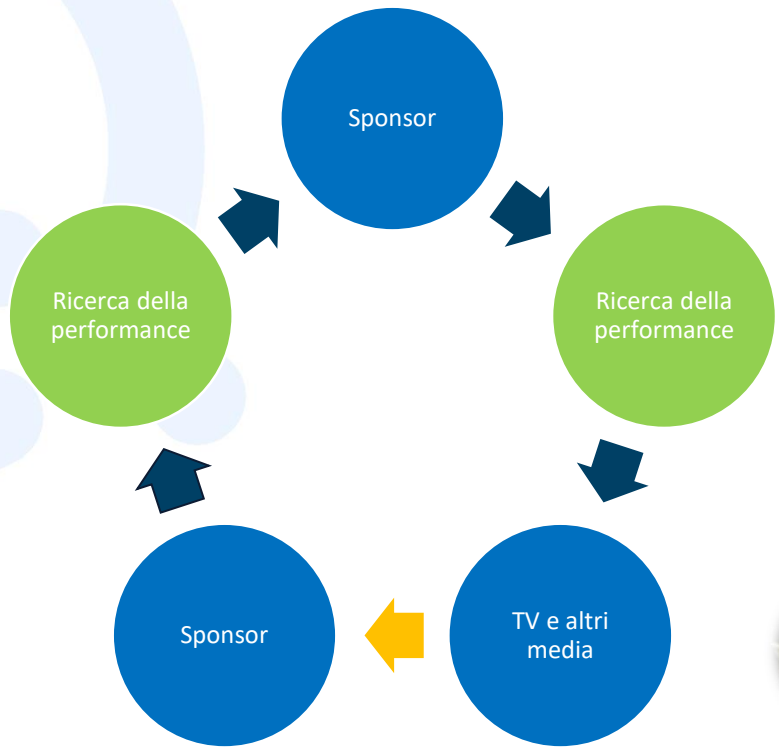 Sponsor
Ricerca della
performance
Ricerca della
performance
Sponsor
TV e altri
media